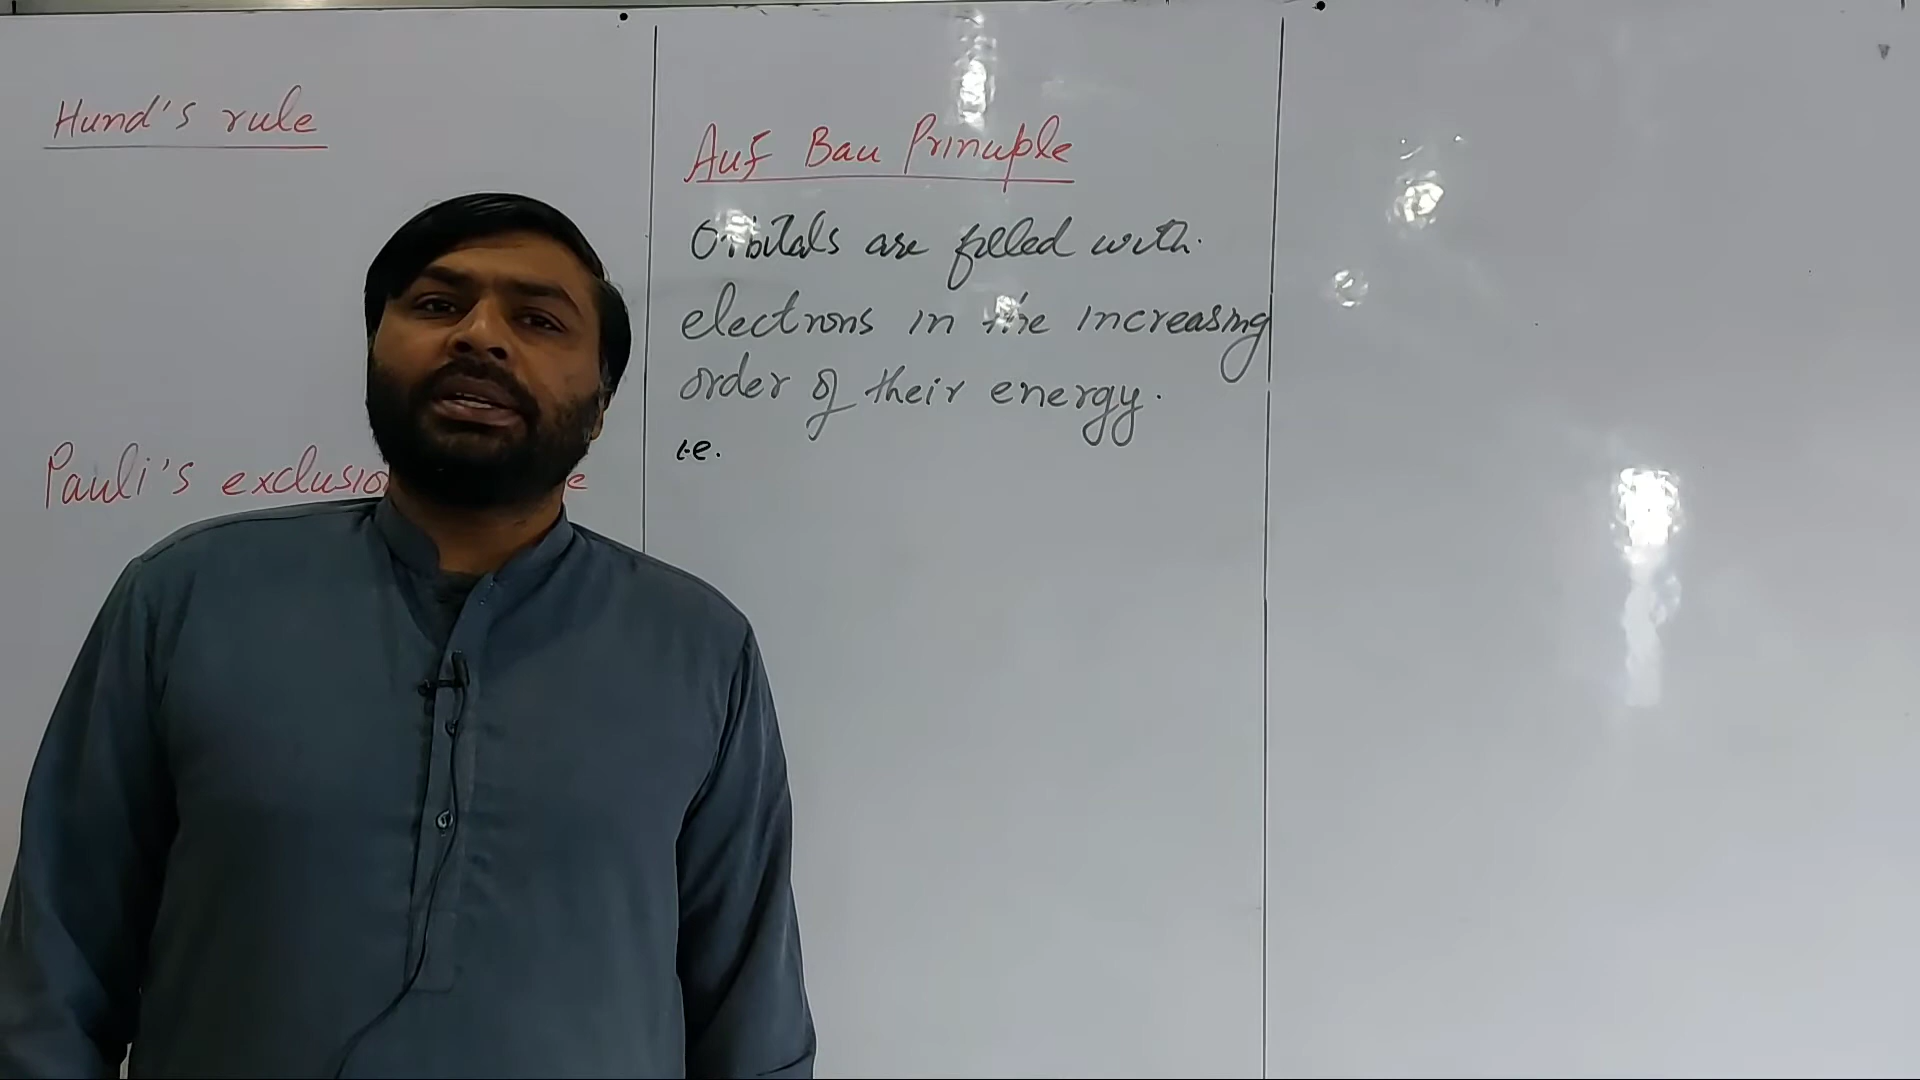 Hund's rule
Pauli's exclusion
Auf Bau Principle
Orbitals are filled with
electrons in the increasing
order of their energy.
i.e.